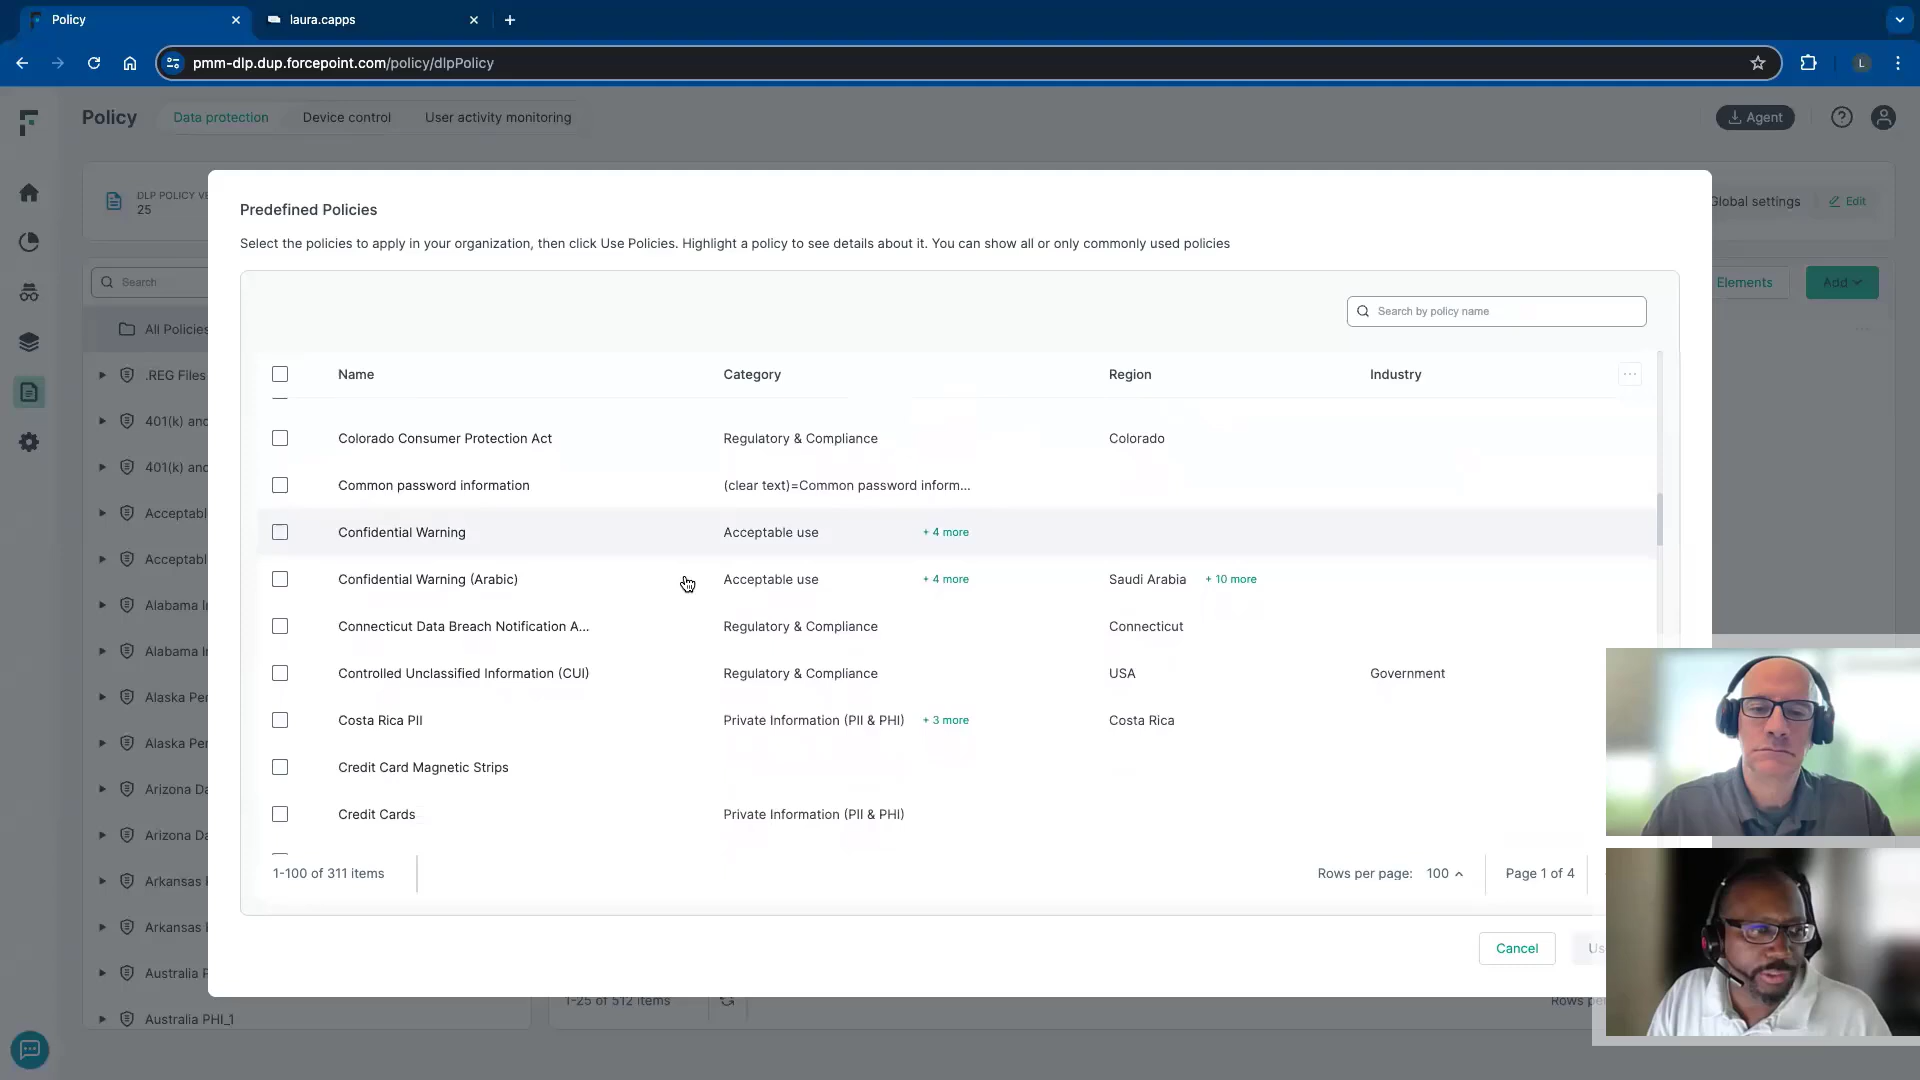 Policy
laura.capps
pmm-dlp.dup.forcepoint.com/policy/dlpPolicy
L
Policy
Data protection
Device control
User activity monitoring
Agent
DLP POLICY VE
25
Global settings
Edit
Search
Elements
Add
All Policies
.REG Files
401(k) and
401(k) and
Acceptabl
Acceptabl
Alabama I
Alabama I
Alaska Per
Alaska Per
Arizona Da
Arizona Da
Arkansas
Arkansas
Australia P
Australia PHI_1
Predefined Policies
Select the policies to apply in your organization, then click Use Policies. Highlight a policy to see details about it. You can show all or only commonly used policies
Search by policy name
Name Category Region Industry
Colorado Consumer Protection Act Regulatory & Compliance Colorado
Common password information (clear text)=Common password inform...
Confidential Warning Acceptable use + 4 more
Confidential Warning (Arabic) Acceptable use + 4 more Saudi Arabia + 10 more
Connecticut Data Breach Notification A... Regulatory & Compliance Connecticut
Controlled Unclassified Information (CUI) Regulatory & Compliance USA Government
Costa Rica PII Private Information (PII & PHI) + 3 more Costa Rica
Credit Card Magnetic Strips
Credit Cards Private Information (PII & PHI)
1-100 of 311 items
Rows per page: 100
Page 1 of 4
Cancel
Us
1-25 of 512 items
Rows pe